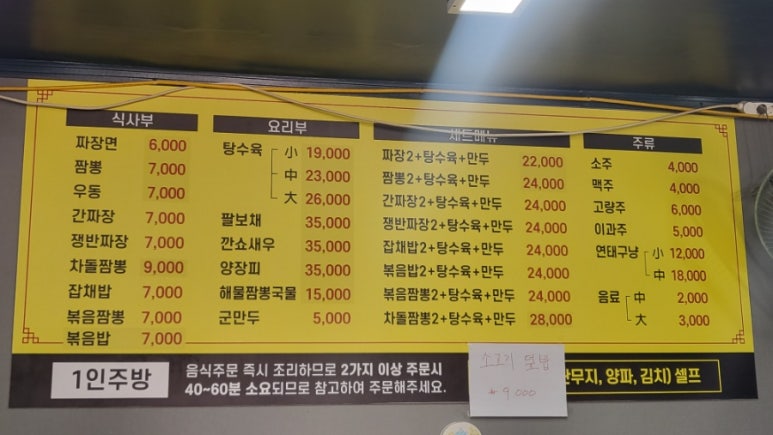 식사부
짜장면 6,000
짬뽕 7,000
우동 7,000
간짜장 7,000
쟁반짜장 7,000
차돌짬뽕 9,000
잡채밥 7,000
볶음짬뽕 7,000
볶음밥 7,000
요리부
탕수육 小 19,000
中 23,000
大 26,000
팔보채 35,000
깐쇼새우 35,000
양장피 35,000
해물짬뽕국물 15,000
군만두 5,000
세트메뉴
짜장2+탕수육+만두 22,000
짬뽕2+탕수육+만두 24,000
간짜장2+탕수육+만두 24,000
쟁반짜장2+탕수육+만두 24,000
잡채밥2+탕수육+만두 24,000
볶음밥2+탕수육+만두 24,000
볶음짬뽕2+탕수육+만두 24,000
차돌짬뽕2+탕수육+만두 28,000
주류
소주 4,000
맥주 4,000
고량주 6,000
이과주 5,000
연태구냥 小 12,000
中 18,000
음료 中 2,000
大 3,000
1인주방
음식주문 즉시 조리하므로 2가지 이상 주문시
40~60분 소요되므로 참고하여 주문해주세요.
소고기 덮밥
₩9,000
단무지, 양파, 김치) 셀프